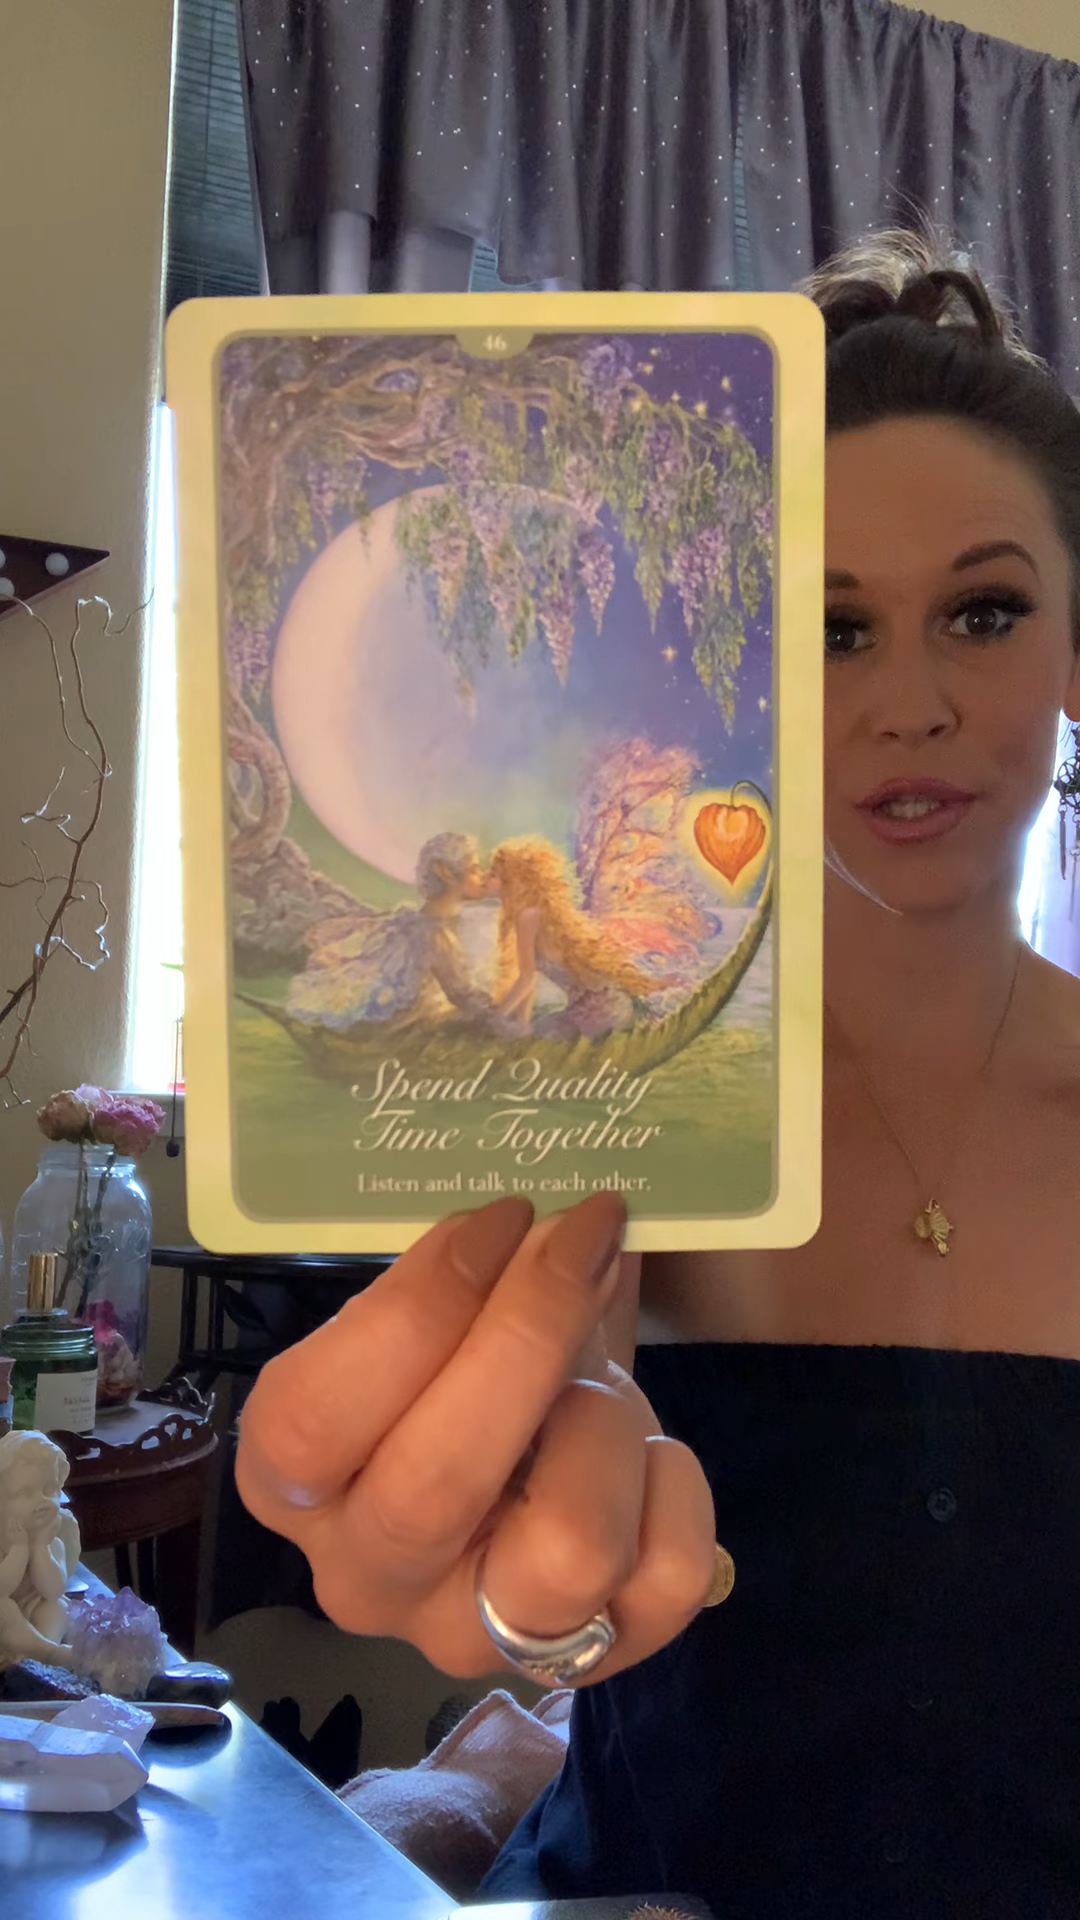 46
Spend Quality
Time Together
Listen and talk to each other.